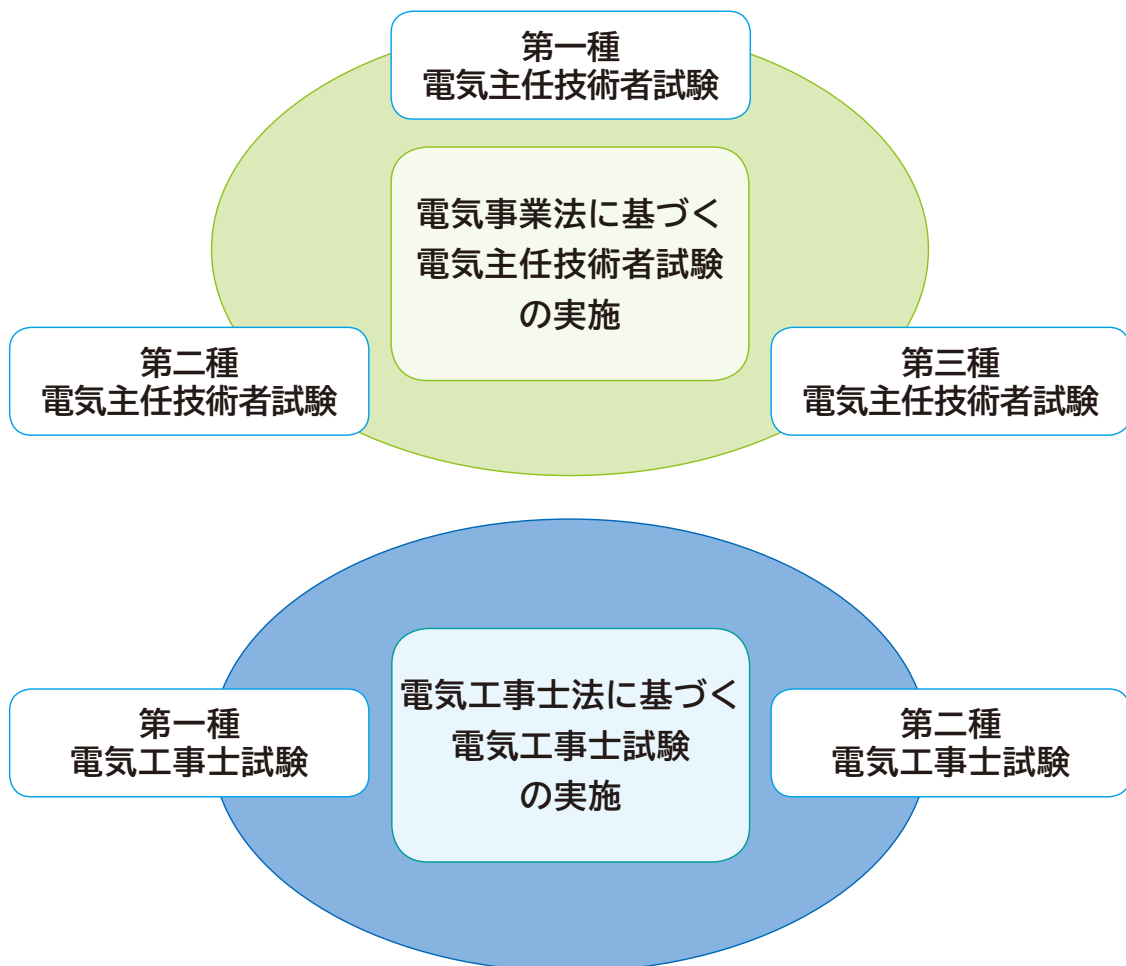 第一種
電気主任技術者試験
電気事業法に基づく
電気主任技術者試験
の実施
第二種
電気主任技術者試験
第三種
電気主任技術者試験
電気工事士法に基づく
電気工事士試験
の実施
第一種
電気工事士試験
第二種
電気工事士試験